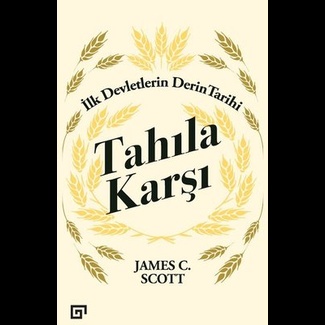 İlk Devletlerin Derin Tarihi
Tahıla
Karşı
JAMES C.
SCOTT